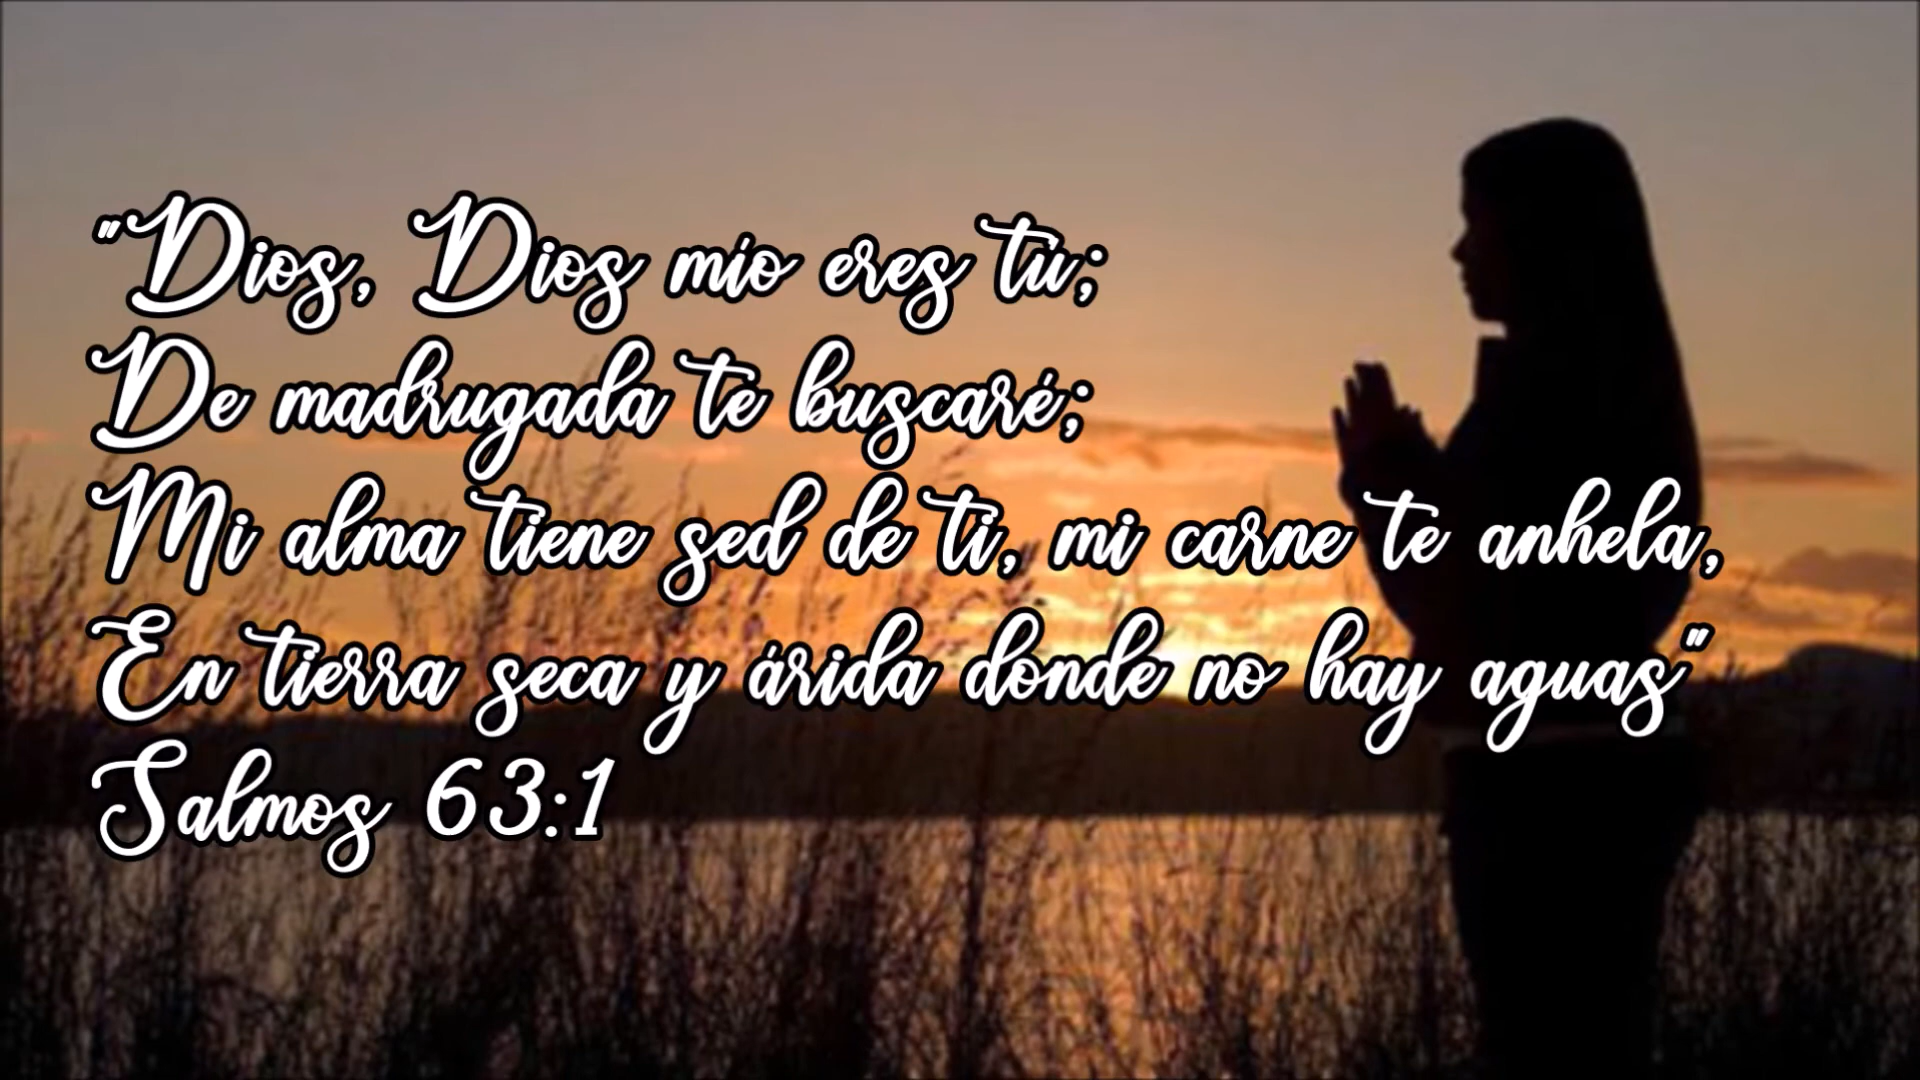 "Dios, Dios mío eres tú;
De madrugada te buscaré;
Mi alma tiene sed de ti, mi carne te anhela,
En tierra seca y árida donde no hay aguas"
Salmos 63:1